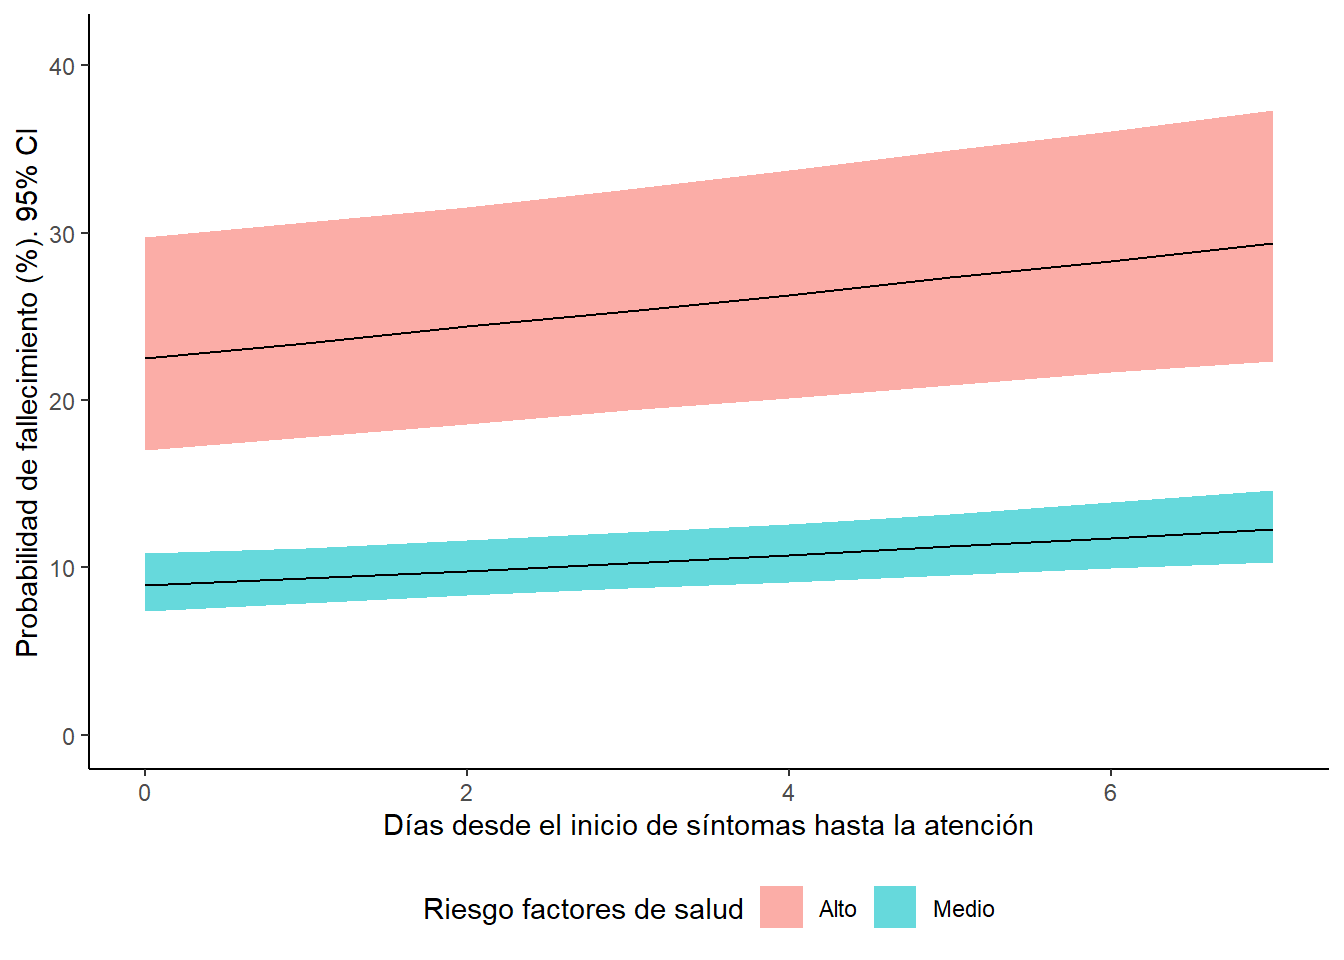 Probabilidad de fallecimiento (%). 95% CI
40
30
20
10
0
0 2 4 6
Días desde el inicio de síntomas hasta la atención
Riesgo factores de salud Alto Medio